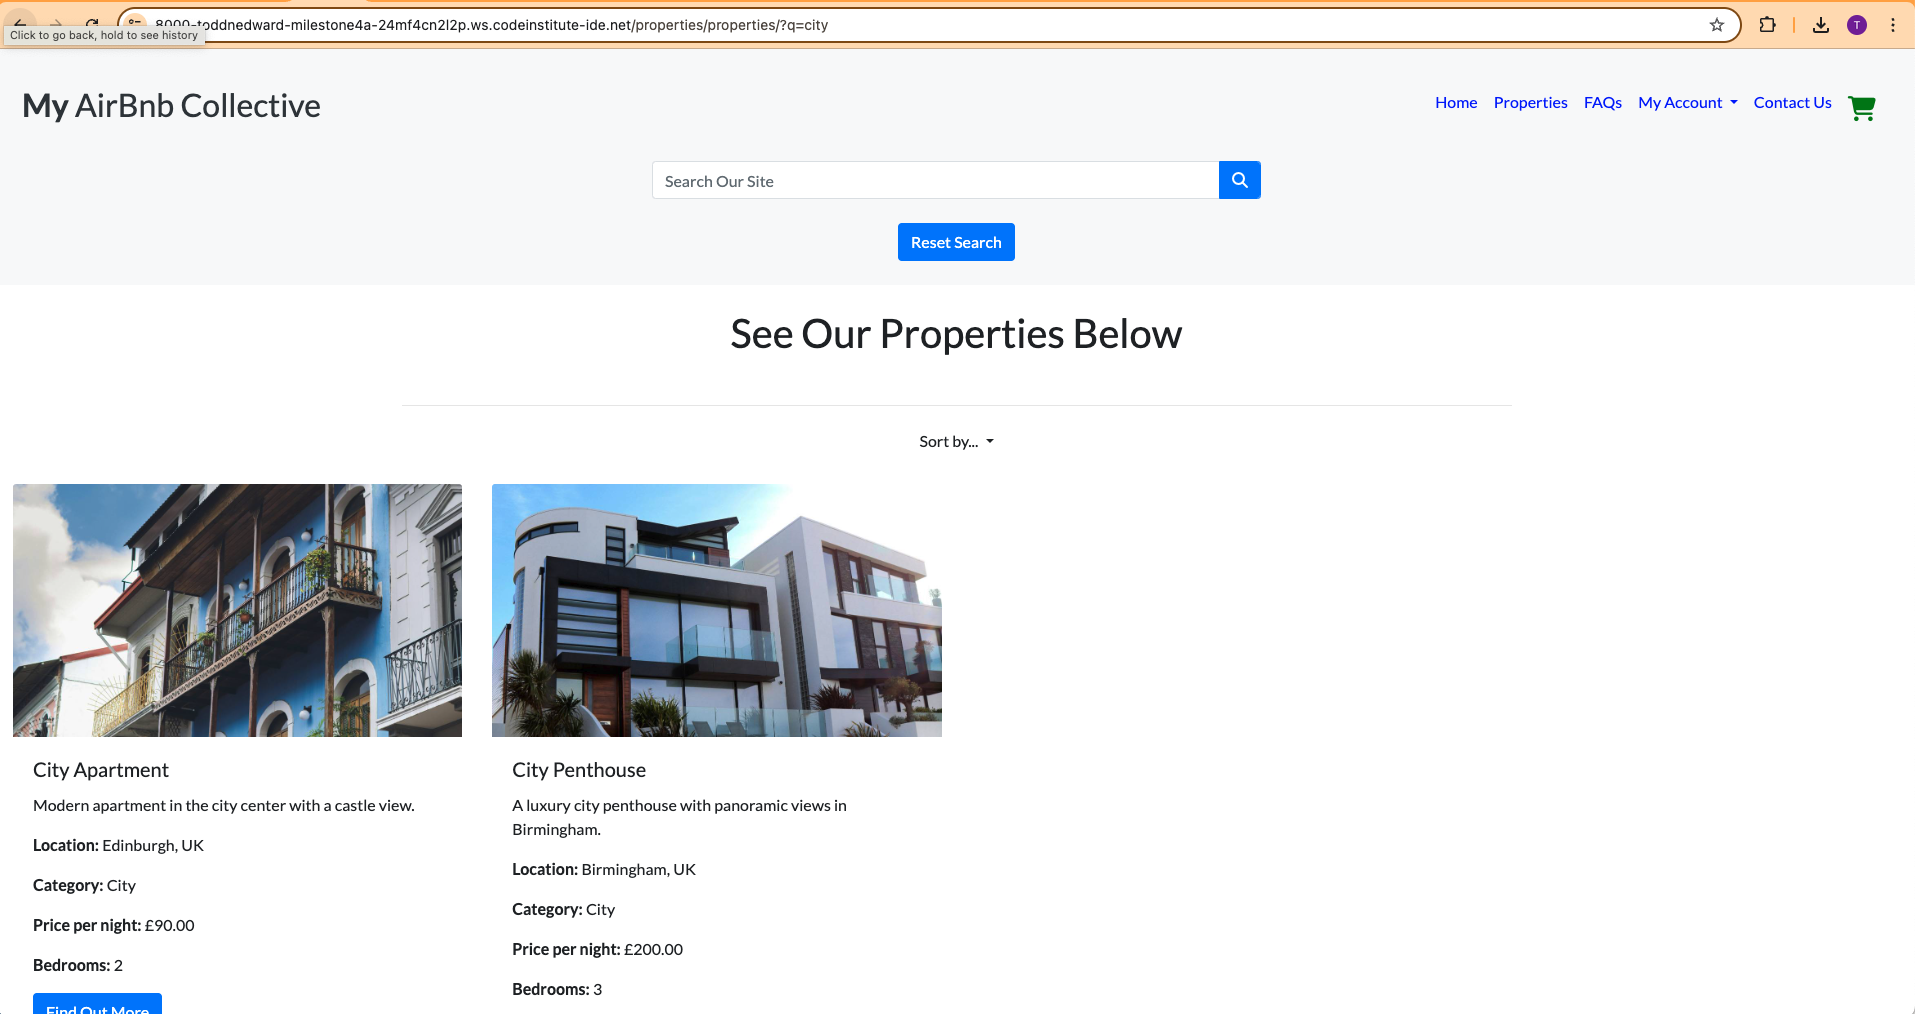 8000-toddnedward-milestone4a-24mf4cn2l2p.ws.codeinstitute-ide.net/properties/properties/?q=city
T
Click to go back, hold to see history
My AirBnb Collective
Home Properties FAQs My Account Contact Us
Search Our Site
Reset Search
See Our Properties Below
Sort by...
City Apartment
Modern apartment in the city center with a castle view.
Location: Edinburgh, UK
Category: City
Price per night: £90.00
Bedrooms: 2
Find Out More
City Penthouse
A luxury city penthouse with panoramic views in
Birmingham.
Location: Birmingham, UK
Category: City
Price per night: £200.00
Bedrooms: 3